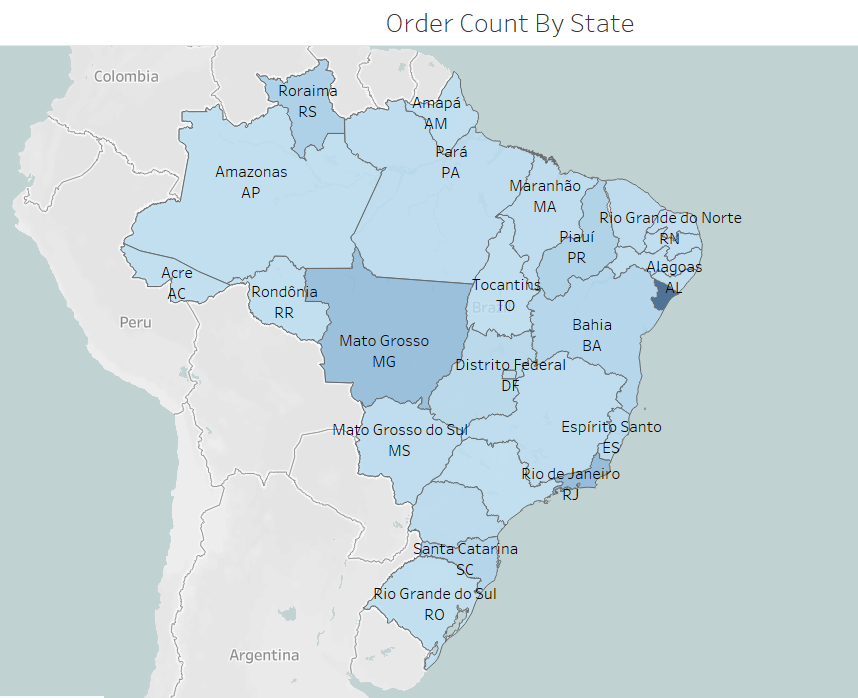 Order Count By State
Colombia
Roraima
RS
Amapá
AM
Pará
PA
Amazonas
AP
Maranhão
MA
Rio Grande do Norte
RN
Piauí
PR
Acre
AC
Alagoas
AL
Rondônia
RR
Tocantins
TO
Bra
Peru
Bahia
BA
Mato Grosso
MG
Distrito Federal
DF
Mato Grosso do Sul
MS
Espírito Santo
ES
Rio de Janeiro
RJ
Santa Catarina
SC
Rio Grande do Sul
RO
Argentina